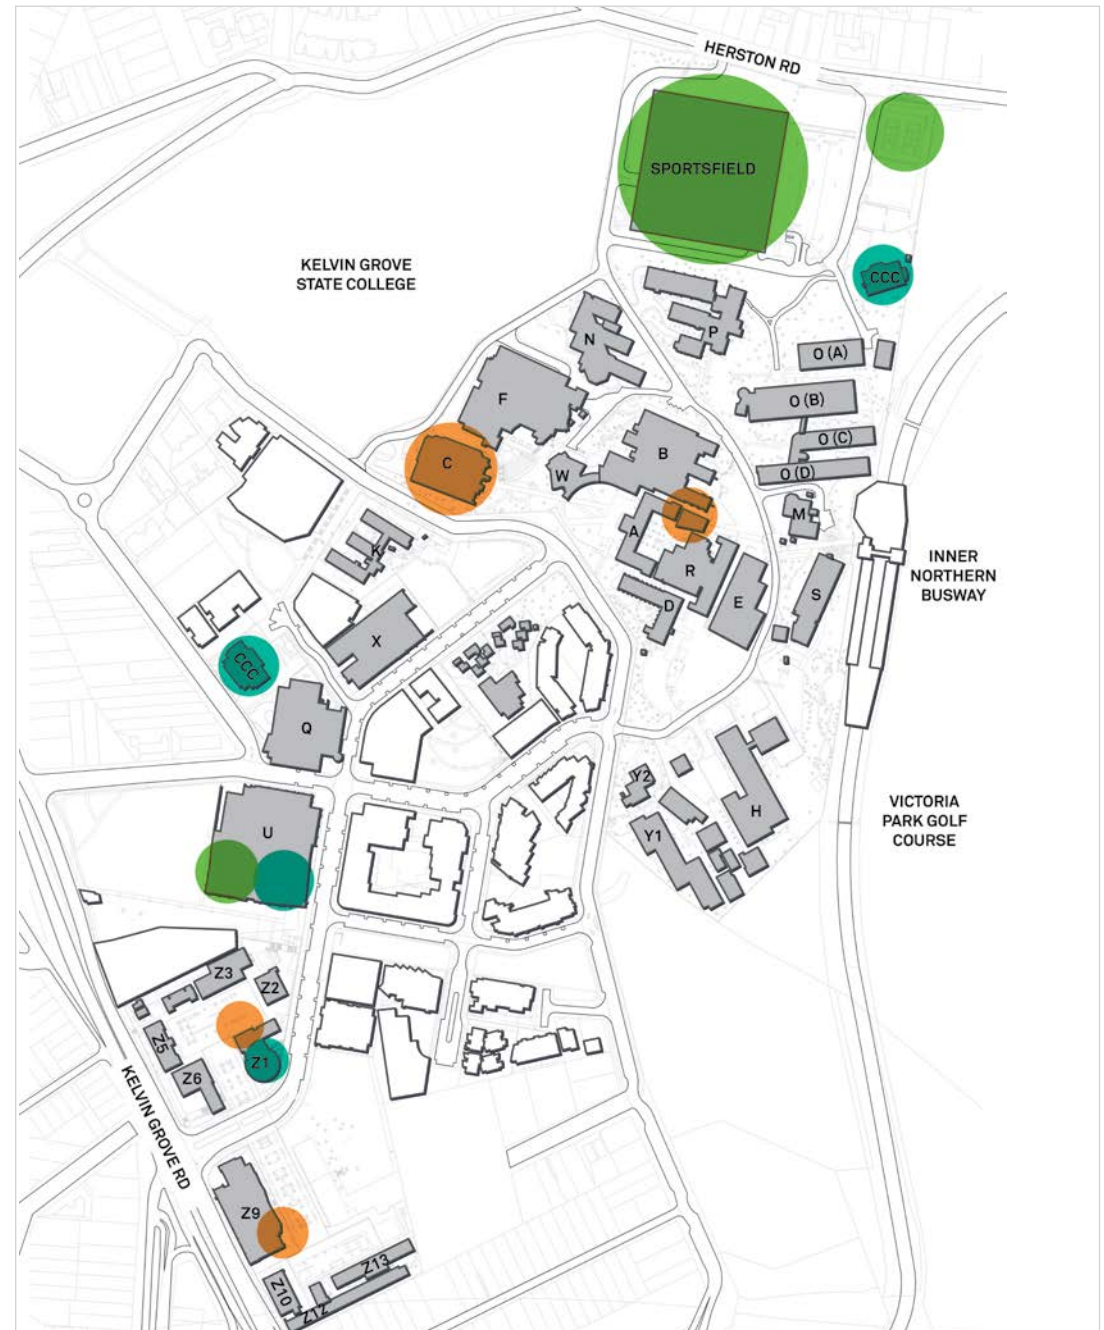 HERSTON RD
SPORTSFIELD
KELVIN GROVE
STATE COLLEGE
CCC
N
P
O (A)
F
O (B)
C
W
B
O (C)
O (D)
A
M
K
R
INNER
NORTHERN
BUSWAY
D
E
S
X
CCC
Q
Y2
H
VICTORIA
PARK GOLF
COURSE
U
Y1
Z3
Z2
Z5
Z1
Z6
KELVIN GROVE RD
Z9
Z13
Z10
Z12